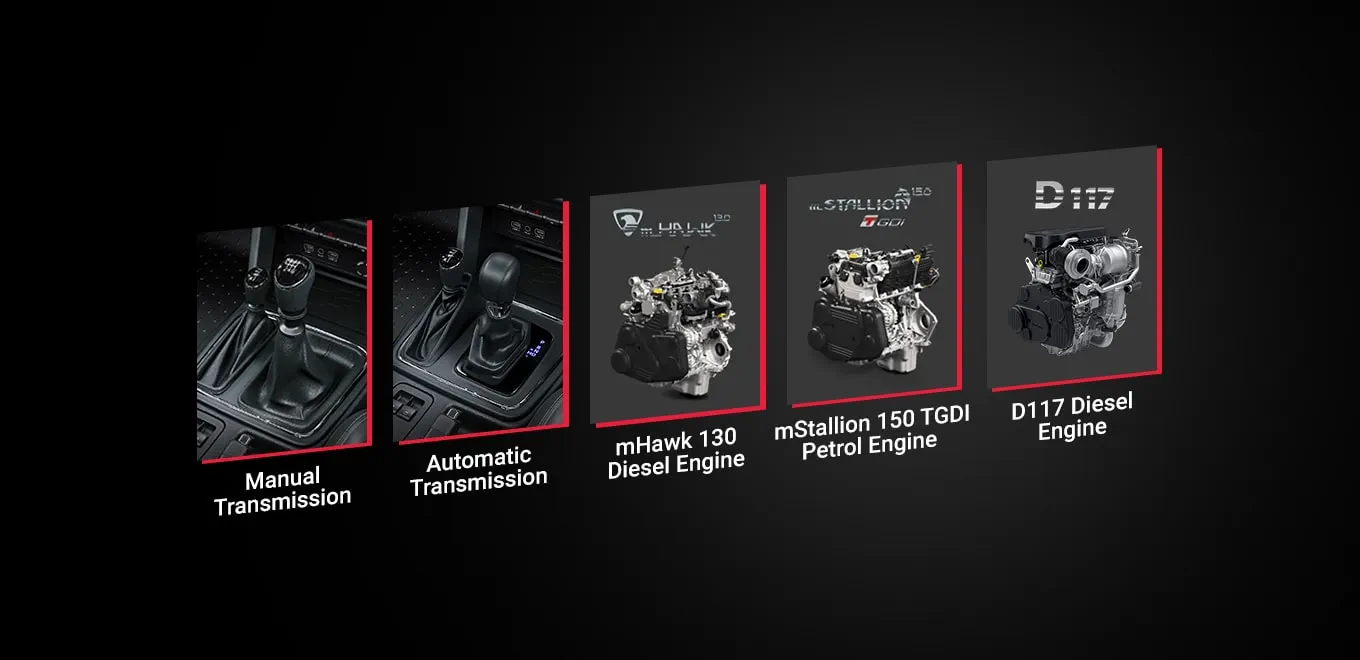 Manual
Transmission
Automatic
Transmission
mHAWK 130
mHawk 130
Diesel Engine
mSTALLION 150
TGDi
mStallion 150 TGDI
Petrol Engine
D117
D117 Diesel
Engine